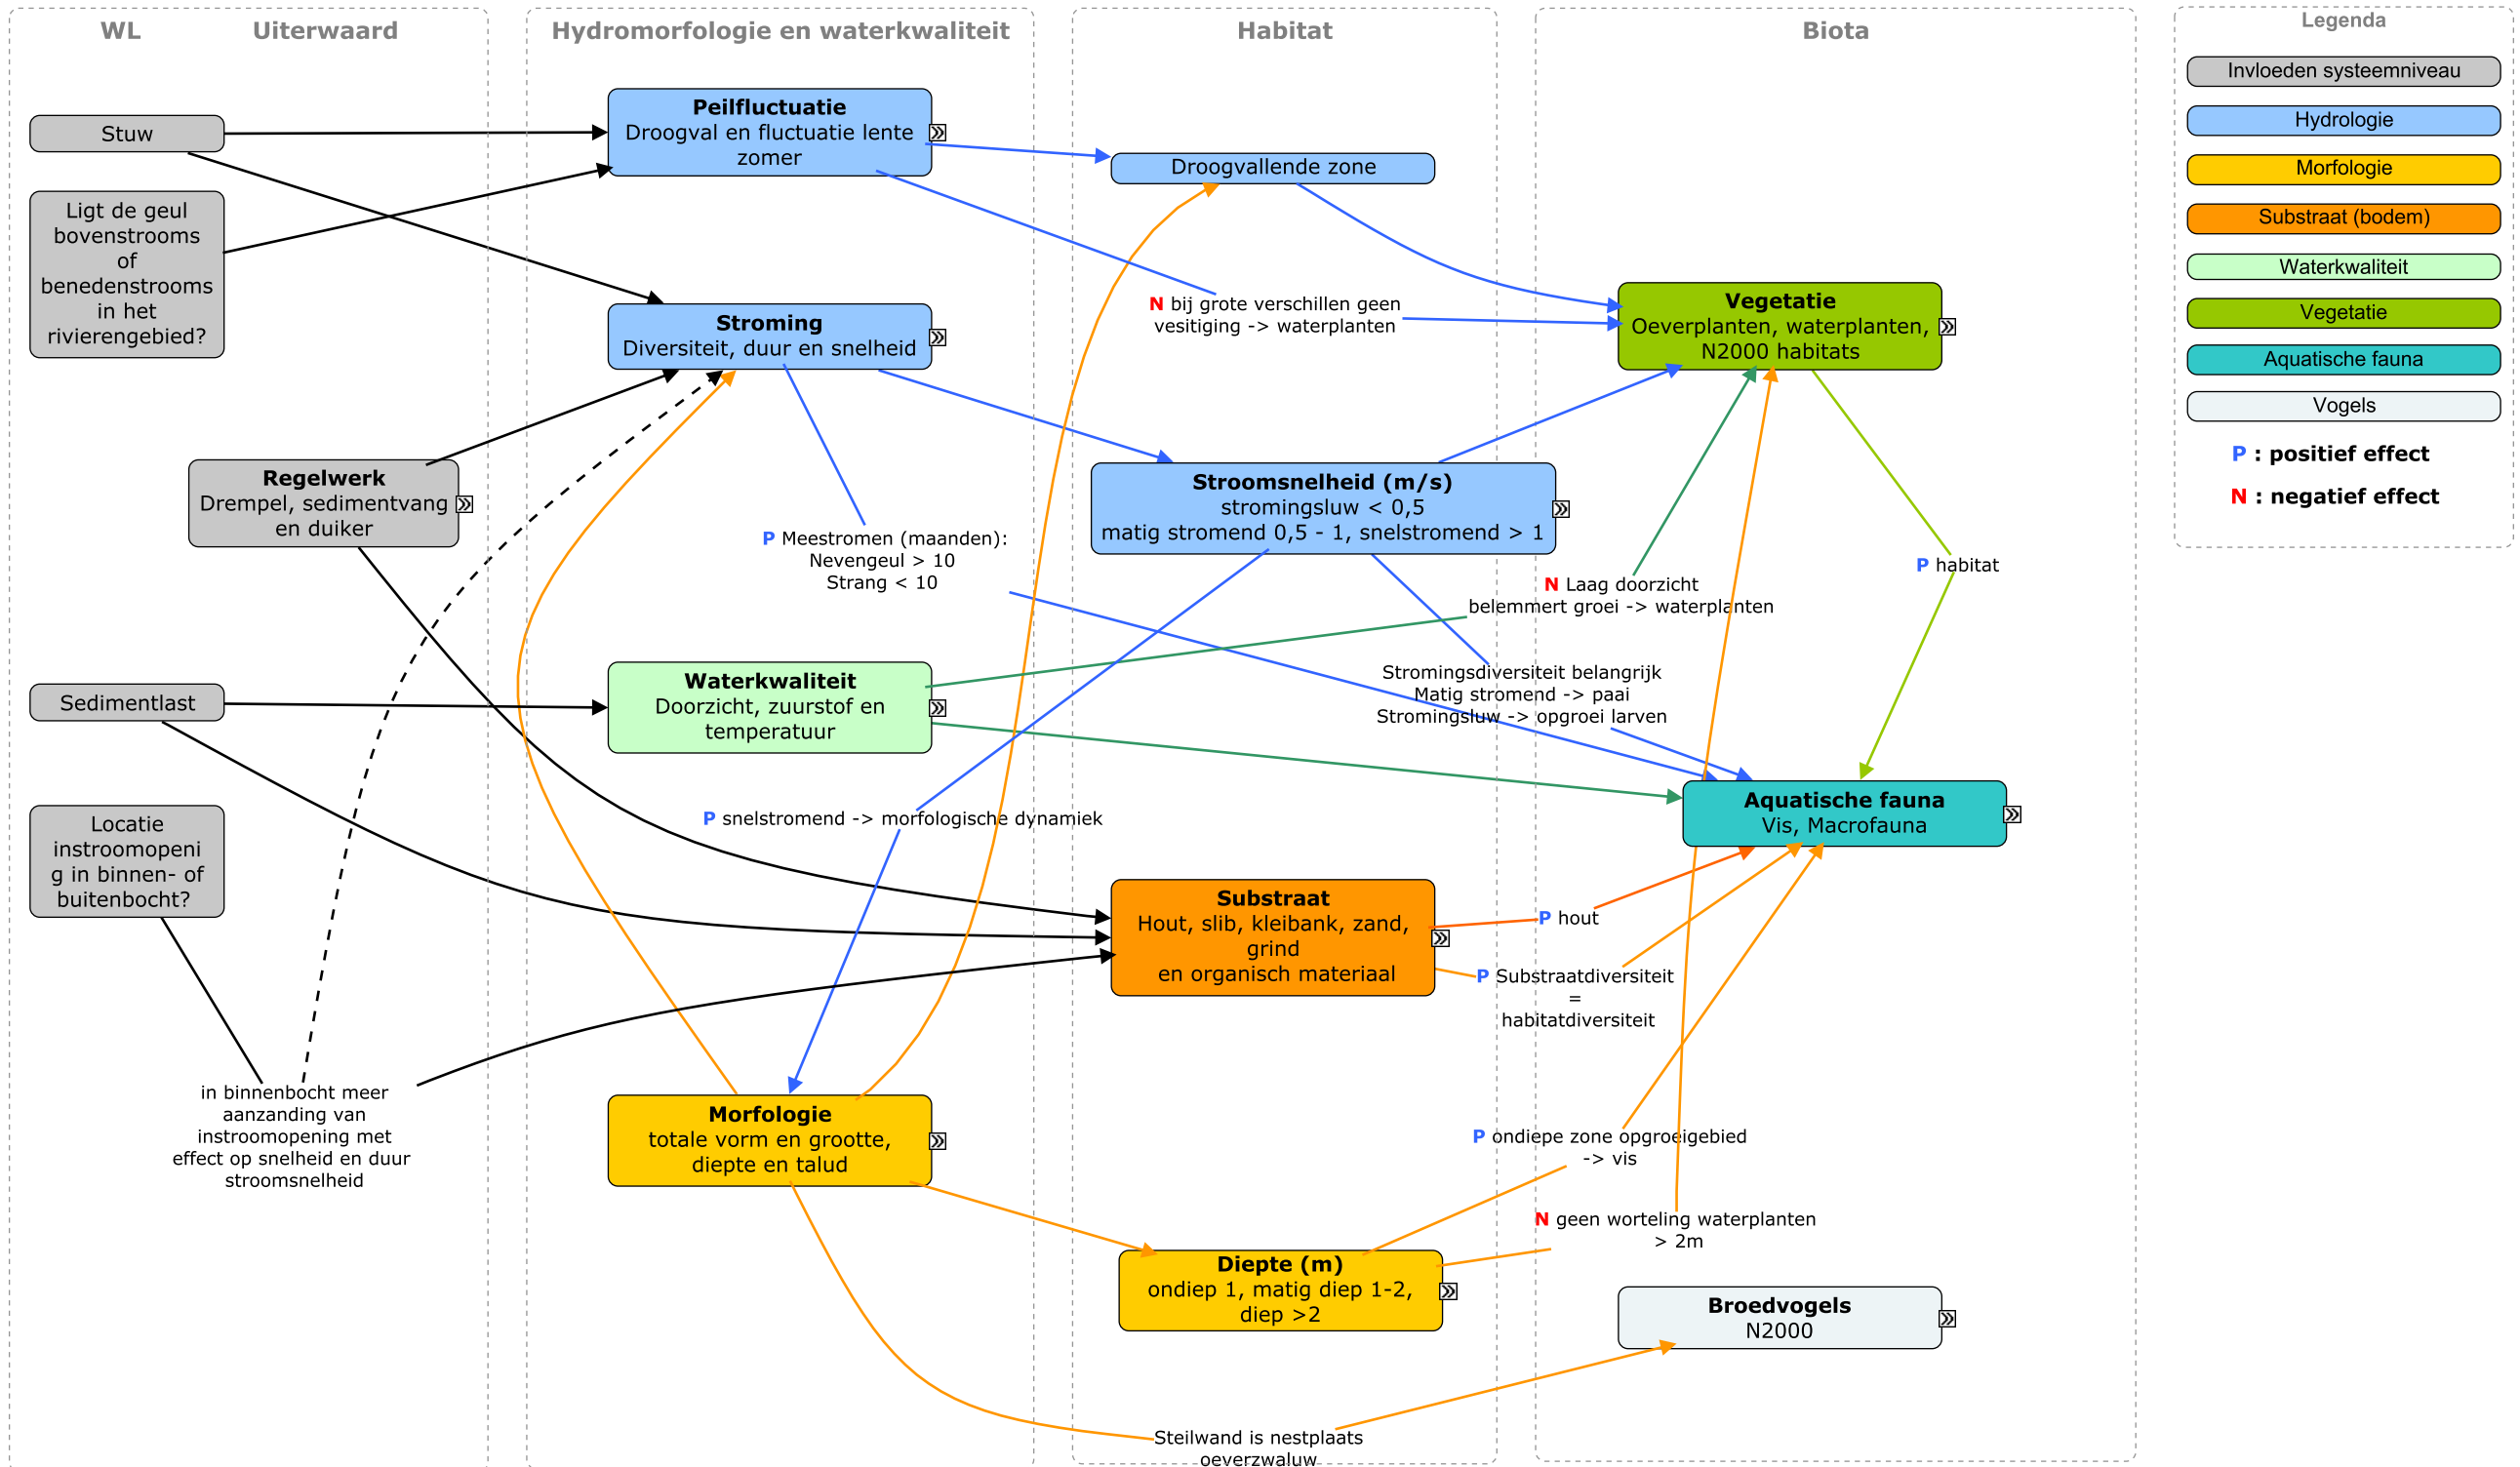 WL
Uiterwaard
Stuw
Ligt de geul
bovenstrooms
of
benedenstrooms
in het
rivierengebied?
Regelwerk
Drempel, sedimentvang
en duiker
Sedimentlast
Locatie
instroomopeni
g in binnen- of
buitenbocht?
in binnenbocht meer
aanzanding van
instroomopening met
effect op snelheid en duur
stroomsnelheid
Hydromorfologie en waterkwaliteit
Peilfluctuatie
Droogval en fluctuatie lente
zomer
Stroming
Diversiteit, duur en snelheid
P Meestromen (maanden):
Nevengeul > 10
Strang < 10
Waterkwaliteit
Doorzicht, zuurstof en
temperatuur
P snelstromend -> morfologische dynamiek
Morfologie
totale vorm en grootte,
diepte en talud
Habitat
Droogvallende zone
N bij grote verschillen geen
vesitiging -> waterplanten
Stroomsnelheid (m/s)
stromingsluw < 0,5
matig stromend 0,5 - 1, snelstromend > 1
N Laag doorzicht
belemmert groei -> waterplanten
Stromingsdiversiteit belangrijk
Matig stromend -> paai
Stromingsluw -> opgroei larven
Substraat
Hout, slib, kleibank, zand,
grind
en organisch materiaal
P hout
P Substraatdiversiteit
=
habitatdiversiteit
P ondiepe zone opgroeigebied
-> vis
N geen worteling waterplanten
> 2m
Diepte (m)
ondiep 1, matig diep 1-2,
diep >2
Steilwand is nestplaats
oeverzwaluw
Biota
Vegetatie
Oeverplanten, waterplanten,
N2000 habitats
P habitat
Aquatische fauna
Vis, Macrofauna
Broedvogels
N2000
Legenda
Invloeden systeemniveau
Hydrologie
Morfologie
Substraat (bodem)
Waterkwaliteit
Vegetatie
Aquatische fauna
Vogels
P : positief effect
N : negatief effect